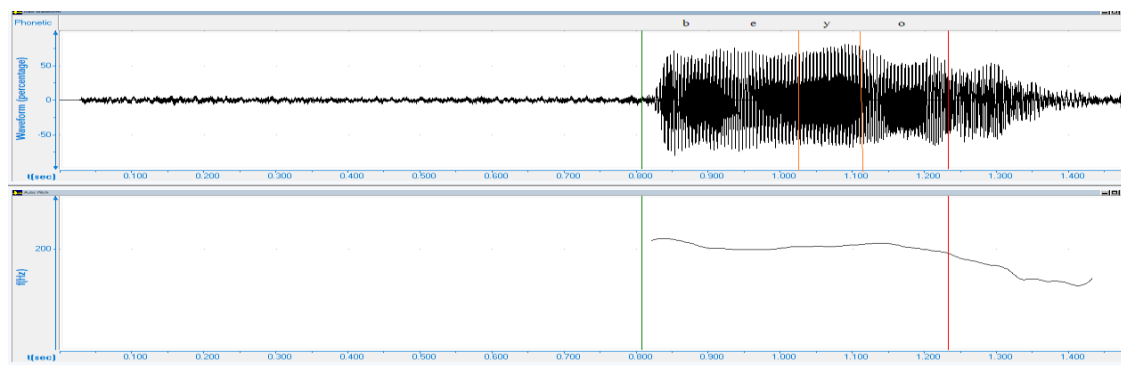 Phonetic b e y o
Waveform (percentage)
50
0
-50
t(sec) 0.100 0.200 0.300 0.400 0.500 0.600 0.700 0.800 0.900 1.000 1.100 1.200 1.300 1.400
Auto Pitch
f(Hz)
200
t(sec) 0.100 0.200 0.300 0.400 0.500 0.600 0.700 0.800 0.900 1.000 1.100 1.200 1.300 1.400